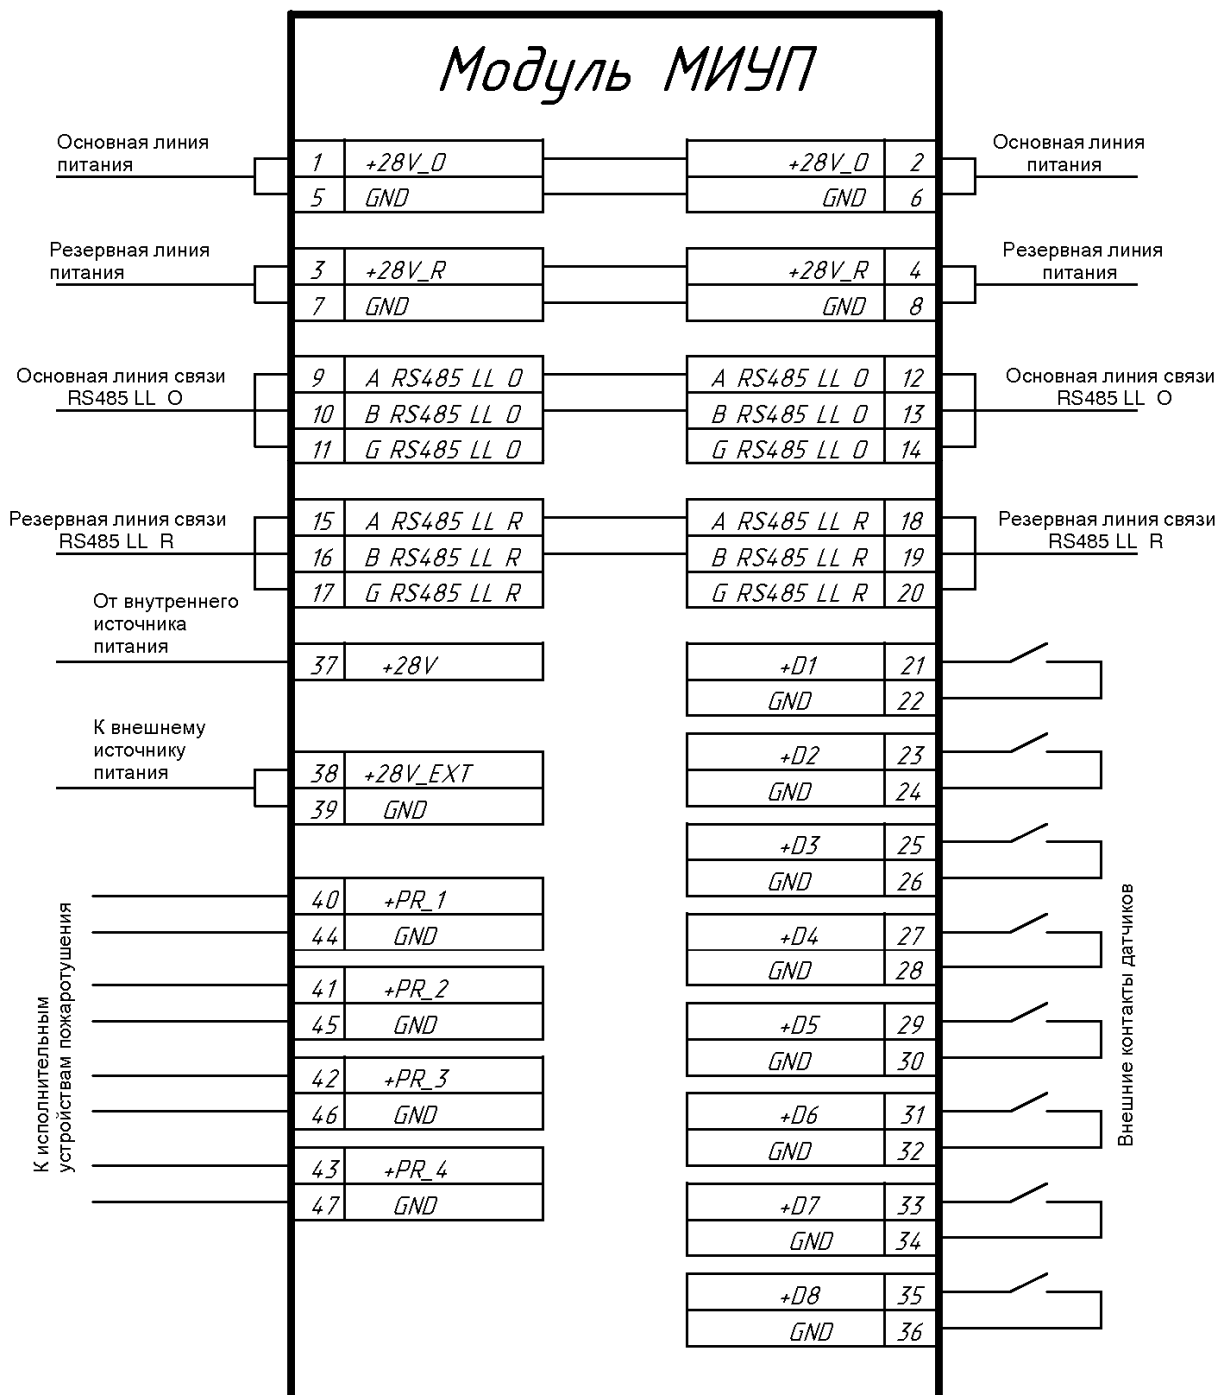 Модуль МИУП
Основная линия
питания
1 +28V_O
5 GND
+28V_O 2
GND 6
Основная линия
питания
Резервная линия
питания
3 +28V_R
7 GND
+28V_R 4
GND 8
Резервная линия
питания
Основная линия связи
RS485 LL O
9 A RS485 LL O
10 B RS485 LL O
11 G RS485 LL O
A RS485 LL O 12
B RS485 LL O 13
G RS485 LL O 14
Основная линия связи
RS485 LL O
Резервная линия связи
RS485 LL R
15 A RS485 LL R
16 B RS485 LL R
17 G RS485 LL R
A RS485 LL R 18
B RS485 LL R 19
G RS485 LL R 20
Резервная линия связи
RS485 LL R
От внутреннего
источника
питания
37 +28V
К внешнему
источнику
питания
38 +28V_EXT
39 GND
К исполнительным
устройствам пожаротушения
40 +PR_1
44 GND
41 +PR_2
45 GND
42 +PR_3
46 GND
43 +PR_4
47 GND
+D1 21
GND 22
+D2 23
GND 24
+D3 25
GND 26
+D4 27
GND 28
+D5 29
GND 30
+D6 31
GND 32
+D7 33
GND 34
+D8 35
GND 36
Внешние контакты датчиков